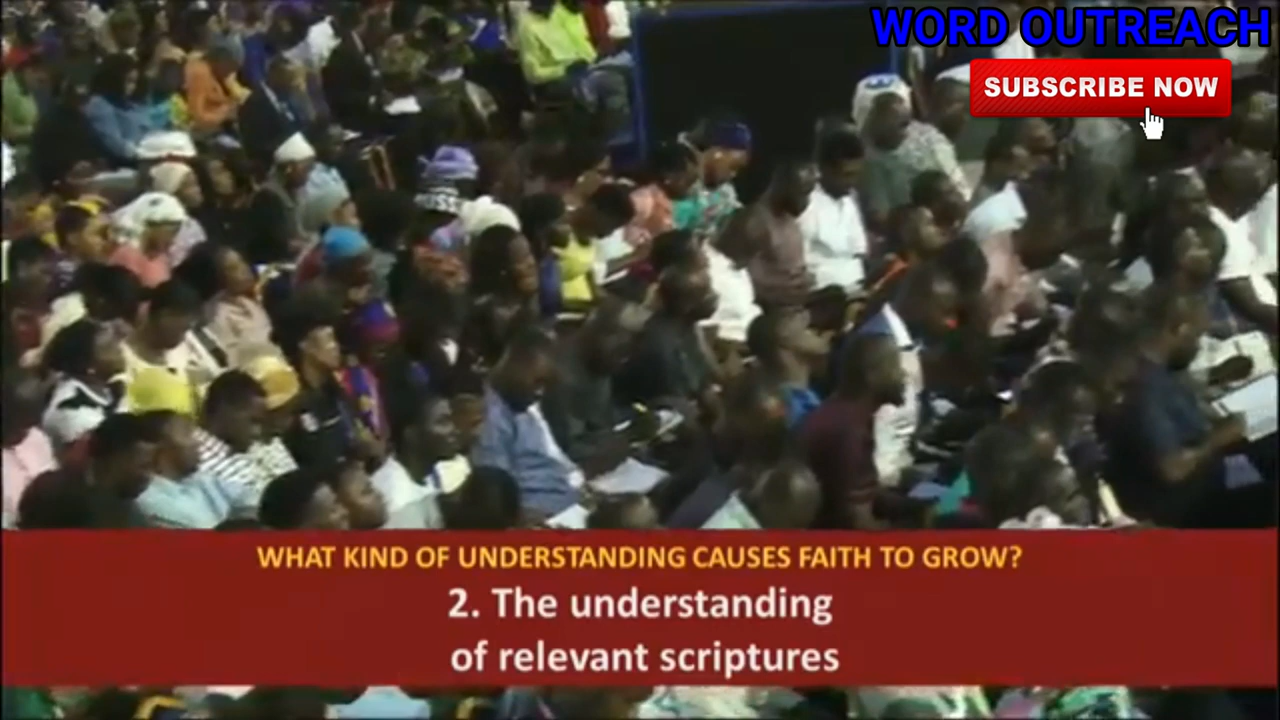 WORD OUTREACH
SUBSCRIBE NOW
WHAT KIND OF UNDERSTANDING CAUSES FAITH TO GROW?
2. The understanding
of relevant scriptures